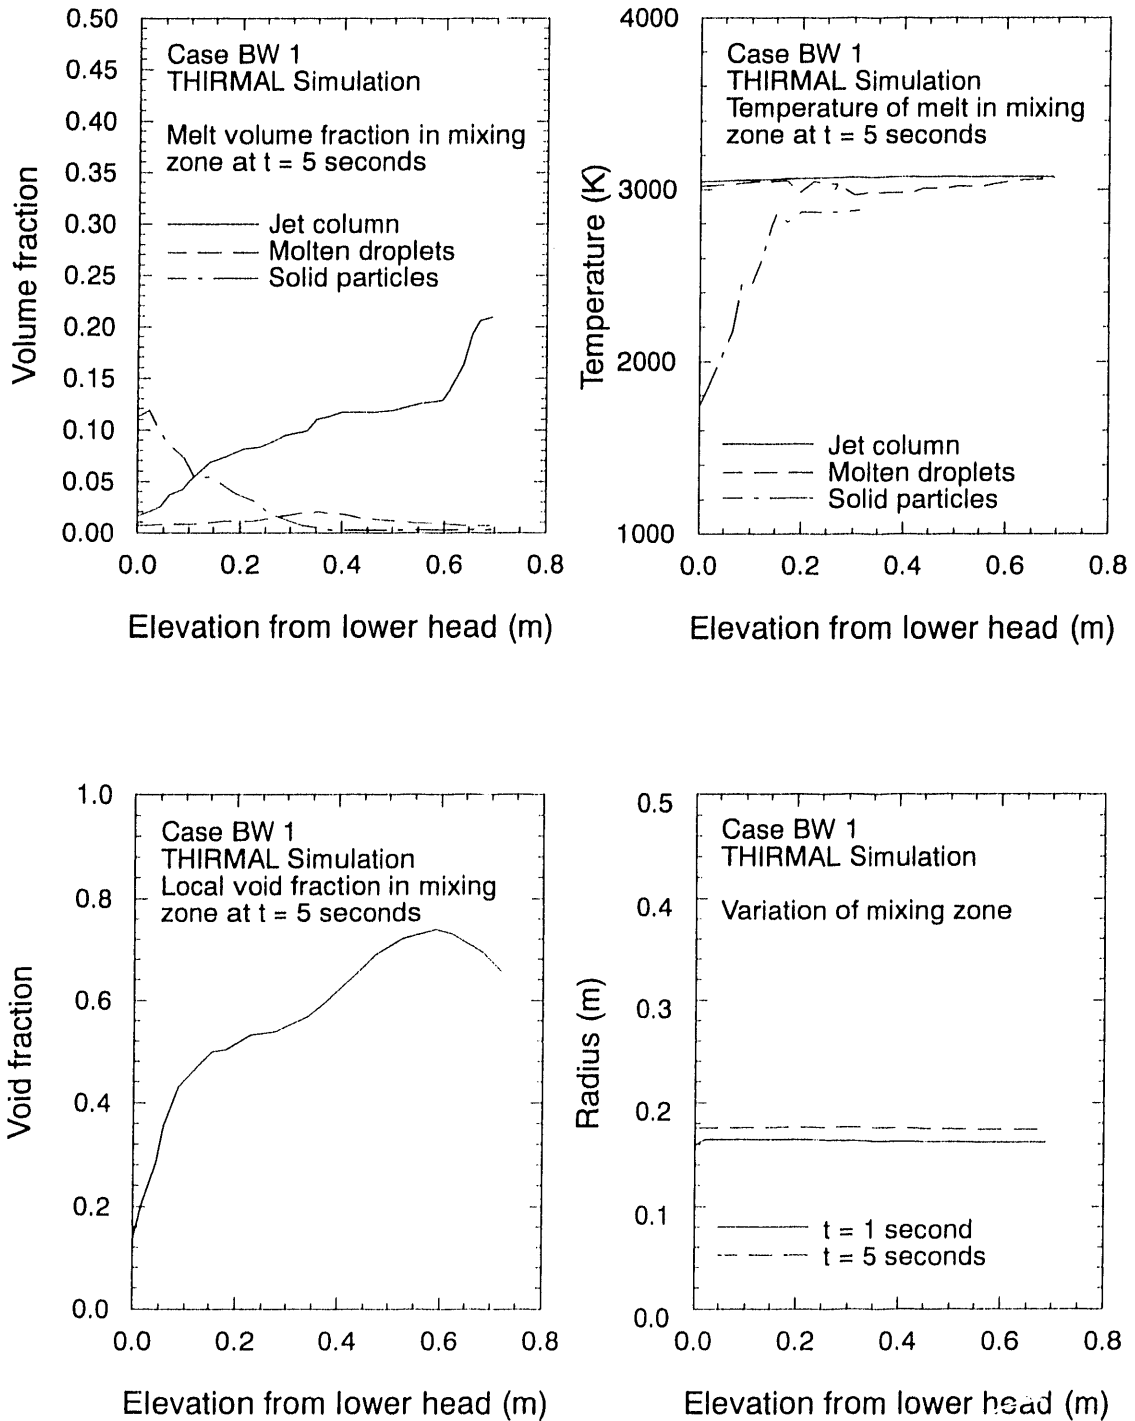 0.50
0.45
0.40
0.35
0.30
0.25
0.20
0.15
0.10
0.05
0.00
Volume fraction
Case BW 1
THIRMAL Simulation
Melt volume fraction in mixing
zone at t = 5 seconds
Jet column
Molten droplets
Solid particles
0.0 0.2 0.4 0.6 0.8
Elevation from lower head (m)
4000
3000
2000
1000
Temperature (K)
Case BW 1
THIRMAL Simulation
Temperature of melt in mixing
zone at t = 5 seconds
Jet column
Molten droplets
Solid particles
0.0 0.2 0.4 0.6 0.8
Elevation from lower head (m)
1.0
0.8
0.6
0.4
0.2
0.0
Void fraction
Case BW 1
THIRMAL Simulation
Local void fraction in mixing
zone at t = 5 seconds
0.0 0.2 0.4 0.6 0.8
Elevation from lower head (m)
0.5
0.4
0.3
0.2
0.1
0.0
Radius (m)
Case BW 1
THIRMAL Simulation
Variation of mixing zone
t = 1 second
t = 5 seconds
0.0 0.2 0.4 0.6 0.8
Elevation from lower head (m)